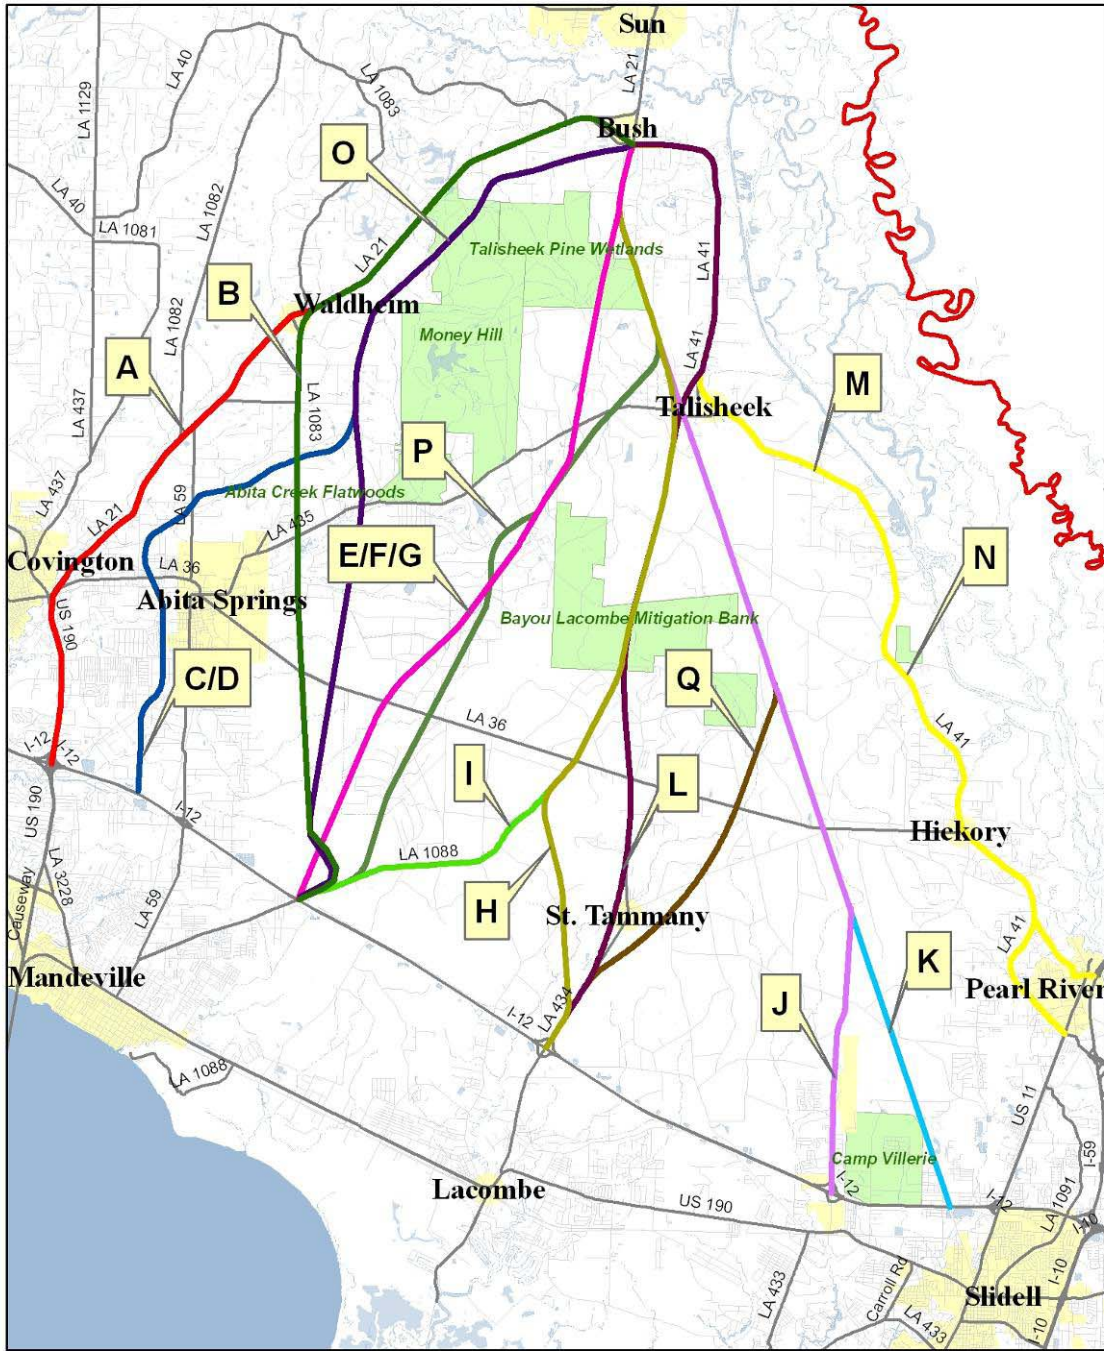 Sun
LA 21
LA 40
LA 1129
LA 1083
Bush
O
LA 1082
LA 40
LA 1081
LA 21
Talisheek Pine Wetlands
LA 41
B
Waldheim
LA 1082
Money Hill
LA 41
A
M
LA 437
LA 1083
Talisheek
P
LA 437
LA 59
Abita Creek Flatwoods
LA 21
LA 435
E/F/G
N
Covington
LA 36
Abita Springs
US 190
Bayou Lacombe Mitigation Bank
C/D
Q
LA 36
LA 41
I-12
I-12
I
L
US 190
I-12
Hiekory
LA 1088
LA 3228
H
St. Tammany
LA 59
Causeway
LA 41
K
Mandeville
Pearl River
J
LA 434
I-12
LA 1088
US 11
I-59
Camp Villerie
Lacombe
I-12
US 190
I-12
LA 1091
I-10
I-10
LA 433
Carroll Rd
Slidell
LA 433
I-10